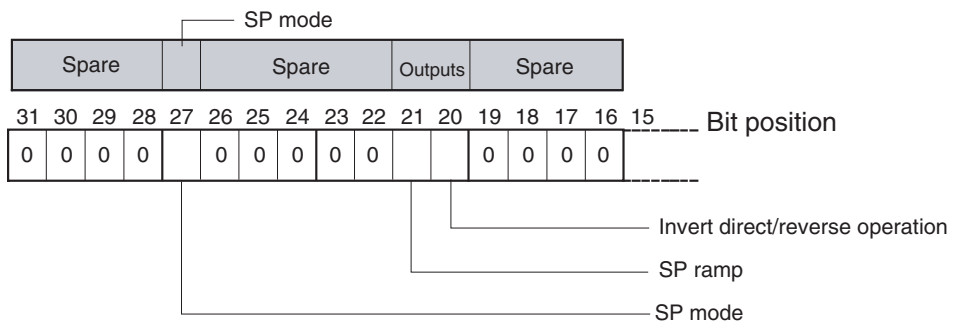 SP mode
Spare Spare Outputs Spare
31 30 29 28 27 26 25 24 23 22 21 20 19 18 17 16 15 Bit position
0 0 0 0 0 0 0 0 0 0 0 0 0
Invert direct/reverse operation
SP ramp
SP mode